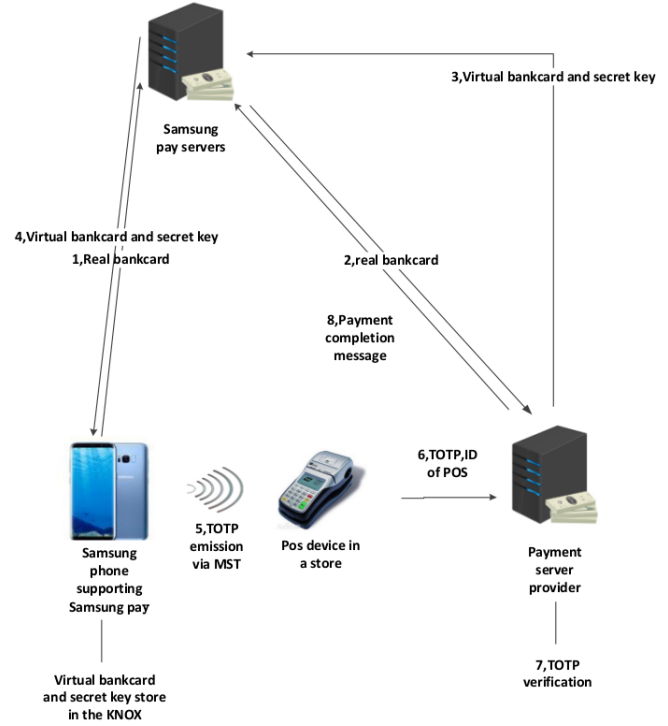 3,Virtual bankcard and secret key
Samsung
pay servers
4,Virtual bankcard and secret key
1,Real bankcard
2,real bankcard
8,Payment
completion
message
6,TOTP,ID
of POS
5,TOTP
emission
via MST
Pos device in
a store
Samsung
phone
supporting
Samsung pay
Payment
server
provider
Virtual bankcard
and secret key store
in the KNOX
7,TOTP
verification